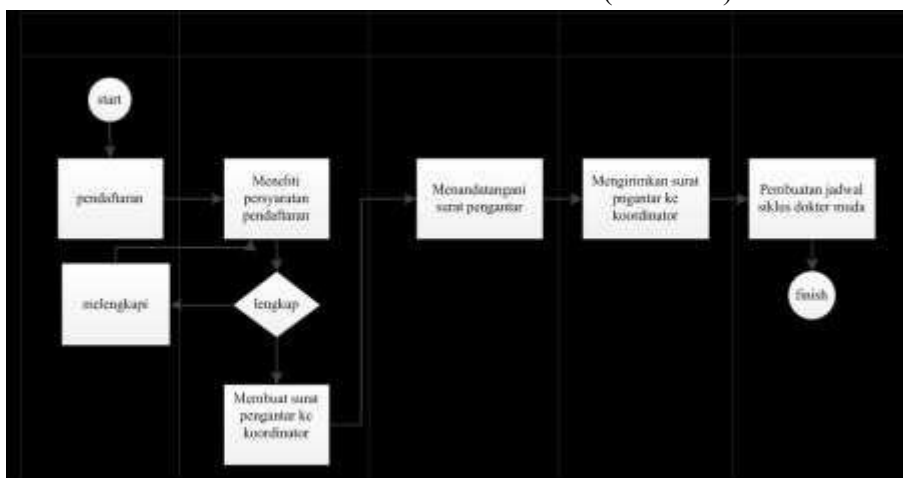 start
pendaftaran
Meneliti
persyaratan
pendaftaran
Menandatangani
surat pengantar
Mengirimkan surat
pngantar ke
koordinator
Pembuatan jadwal
siklus dokter muda
melengkapi
lengkap
finish
Membuat surat
pengantar ke
koordinator